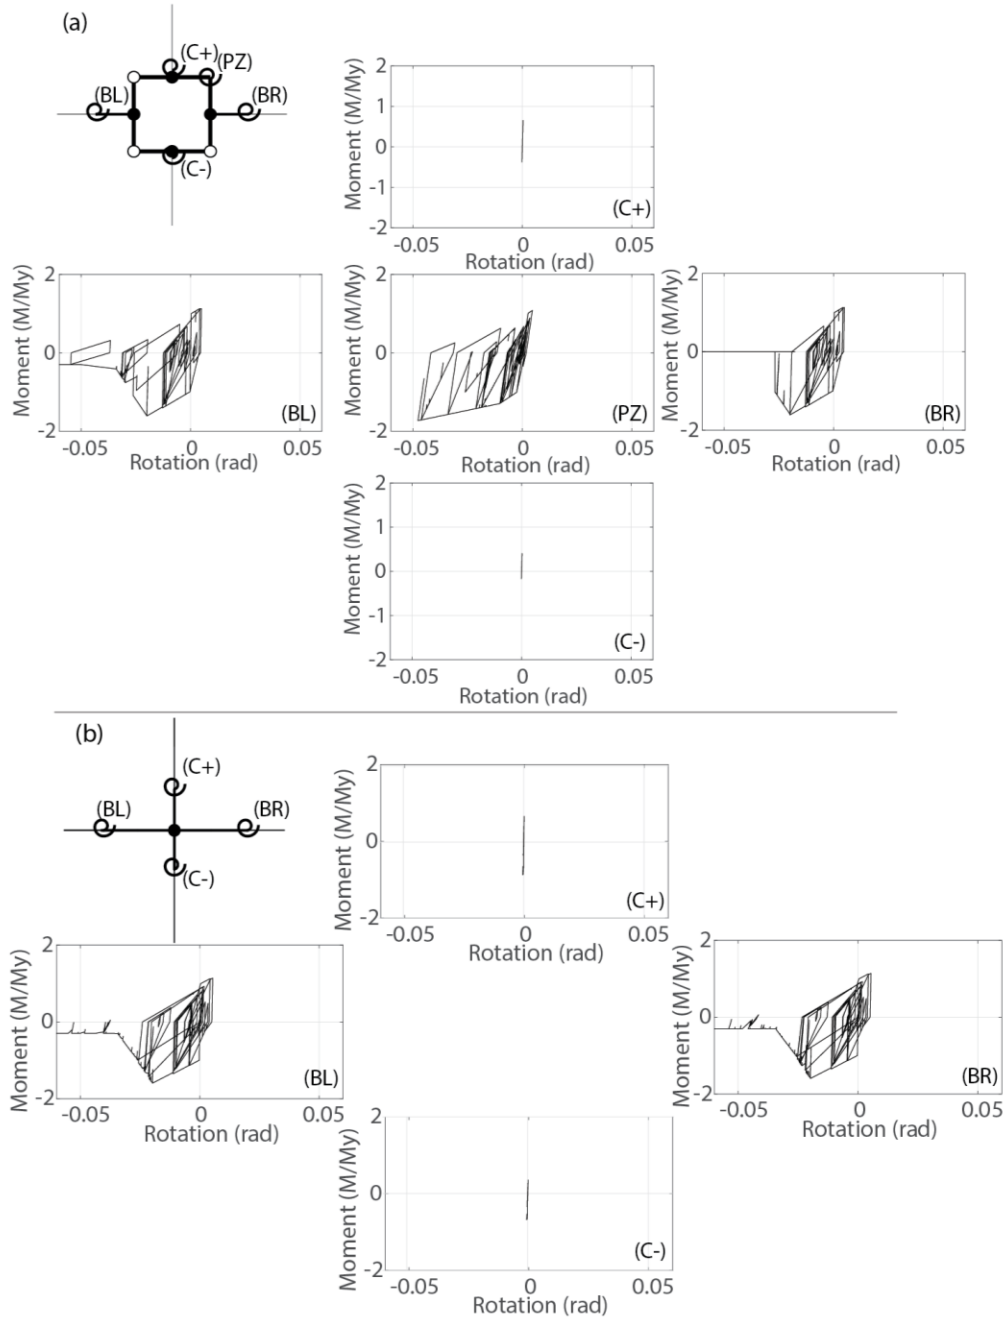 (a)
(C+)
(PZ)
(BL)
(BR)
(C-)
2
1
0
-1
-2
Moment (M/My)
(C+)
-0.05
0
0.05
Rotation (rad)
2
0
-2
Moment (M/My)
(BL)
-0.05
0
0.05
Rotation (rad)
2
0
-2
Moment (M/My)
(PZ)
-0.05
0
0.05
Rotation (rad)
2
0
-2
Moment (M/My)
(BR)
-0.05
0
0.05
Rotation (rad)
2
1
0
-1
-2
Moment (M/My)
(C-)
-0.05
0
0.05
Rotation (rad)
(b)
(C+)
(BL)
(BR)
(C-)
2
0
-2
Moment (M/My)
(C+)
-0.05
0
0.05
Rotation (rad)
2
0
-2
Moment (M/My)
(BL)
-0.05
0
0.05
Rotation (rad)
2
0
-2
Moment (M/My)
(BR)
-0.05
0
0.05
Rotation (rad)
2
0
-2
Moment (M/My)
(C-)
-0.05
0
0.05
Rotation (rad)